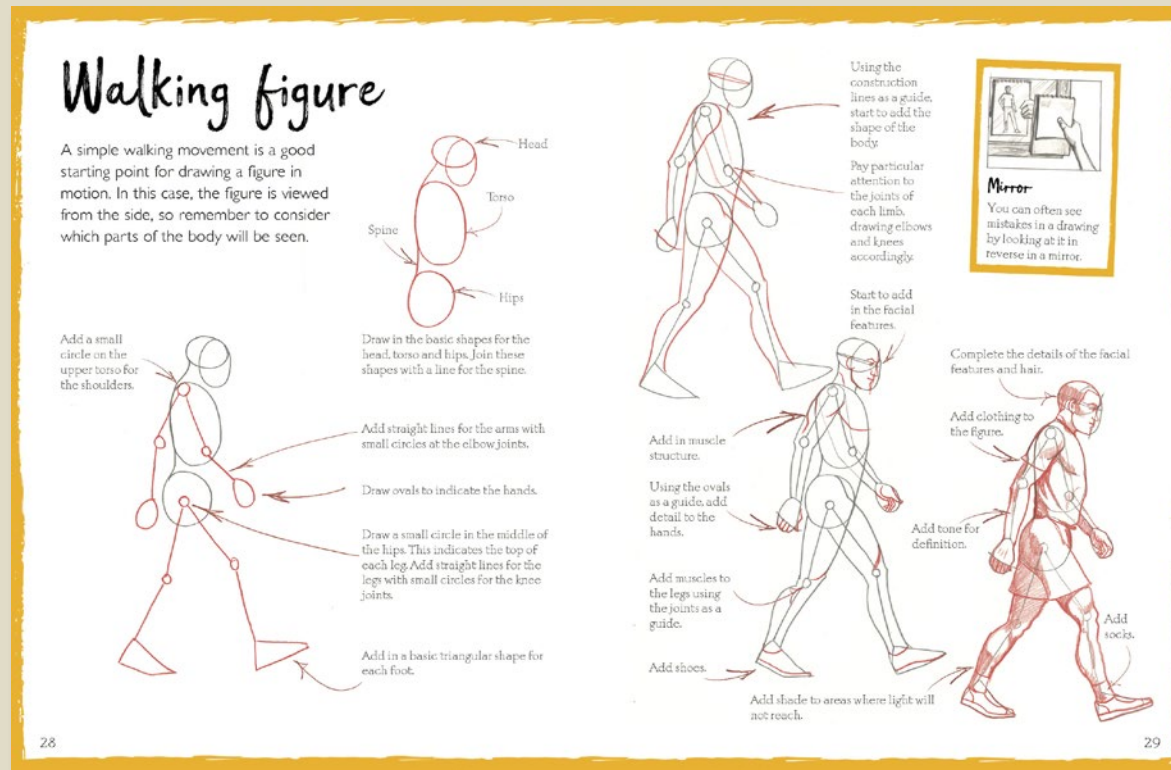 Walking figure
A simple walking movement is a good
starting point for drawing a figure in
motion. In this case, the figure is viewed
from the side, so remember to consider
which parts of the body will be seen.
Head
Torso
Spine
Hips
Draw in the basic shapes for the
head, torso and hips. Join these
shapes with a line for the spine.
Add a small
circle on the
upper torso for
the shoulders.
Add straight lines for the arms with
small circles at the elbow joints.
Draw ovals to indicate the hands.
Draw a small circle in the middle of
the hips. This indicates the top of
each leg. Add straight lines for the
legs with small circles for the knee
joints.
Add in a basic triangular shape for
each foot.
28
Using the
construction
lines as a guide,
start to add the
shape of the
body.
Pay particular
attention to
the joints of
each limb,
drawing elbows
and knees
accordingly.
Mirror
You can often see
mistakes in a drawing
by looking at it in
reverse in a mirror.
Start to add
in the facial
features.
Add in muscle
structure.
Using the ovals
as a guide, add
detail to the
hands.
Add muscles to
the legs using
the joints as a
guide.
Add shoes.
Complete the details of the facial
features and hair.
Add clothing to
the figure.
Add tone for
definition.
Add
socks.
Add shade to areas where light will
not reach.
29